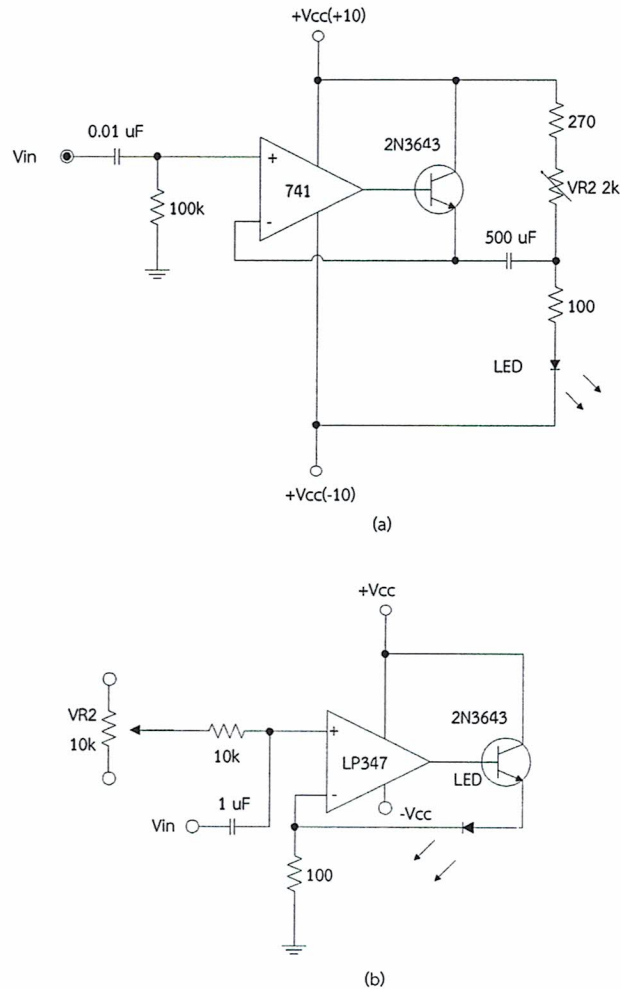 +Vcc(+10)
270
2N3643
0.01 uF
Vin
+
741
VR2 2k
100k
-
500 uF
100
LED
+Vcc(-10)
(a)
+Vcc
VR2
10k
10k
+
LP347
2N3643
LED
-
-Vcc
1 uF
Vin
100
(b)